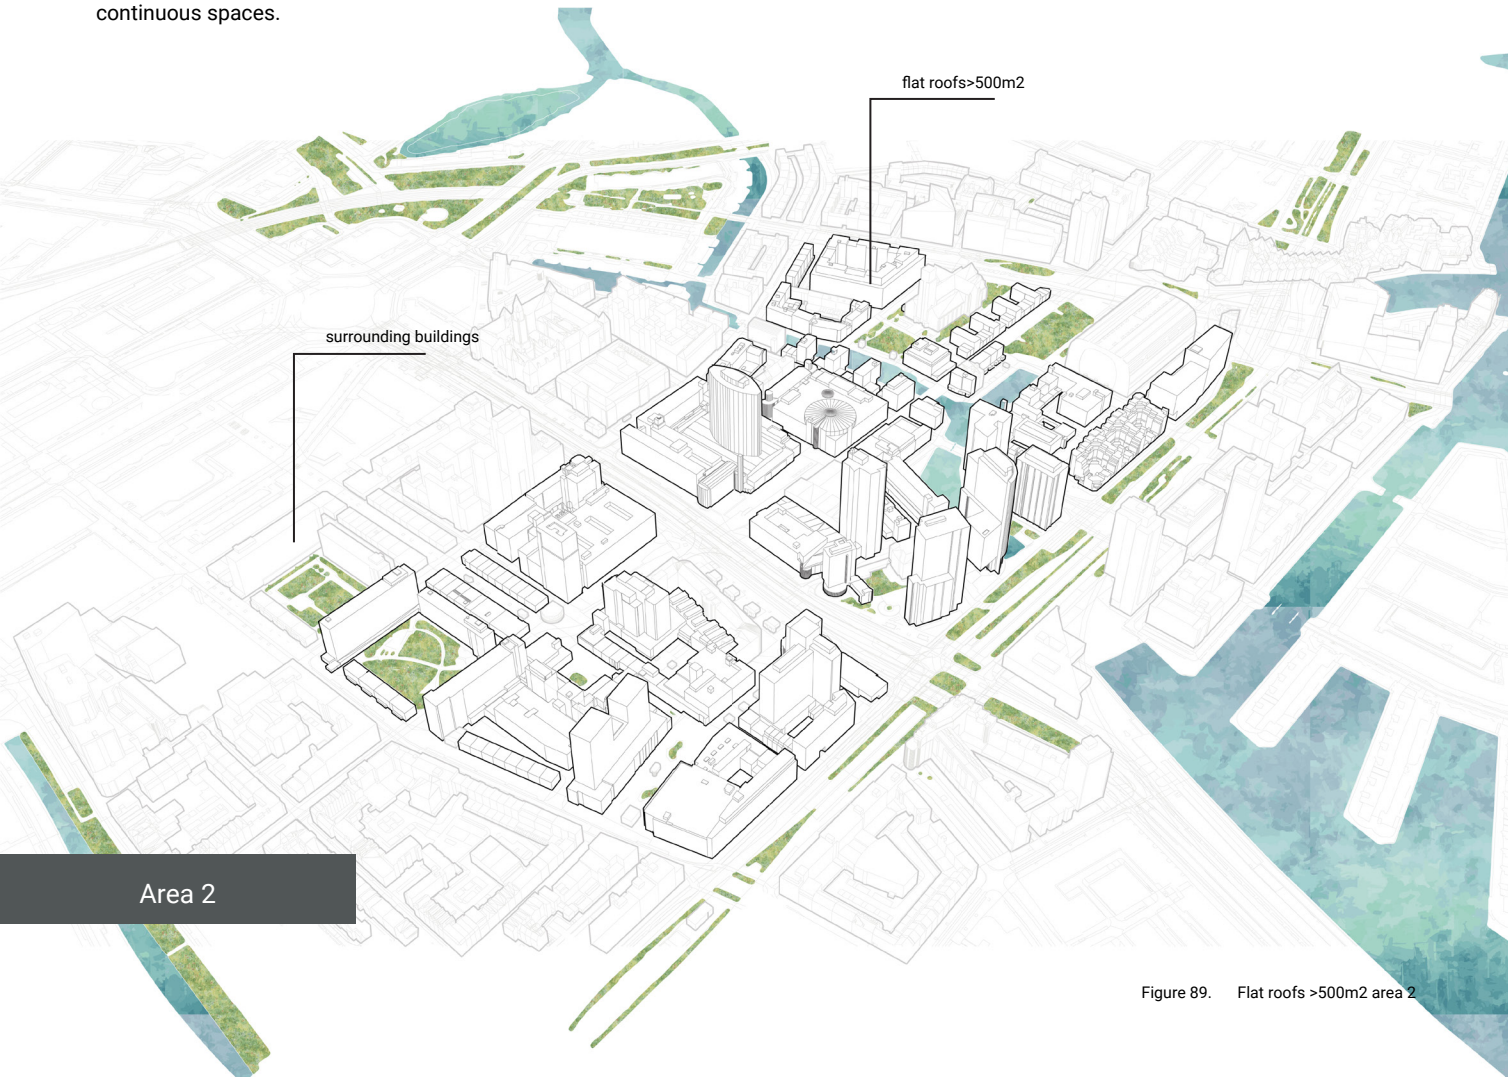 continuous spaces.
flat roofs>500m2
surrounding buildings
Area 2
Figure 89. Flat roofs >500m2 area 2